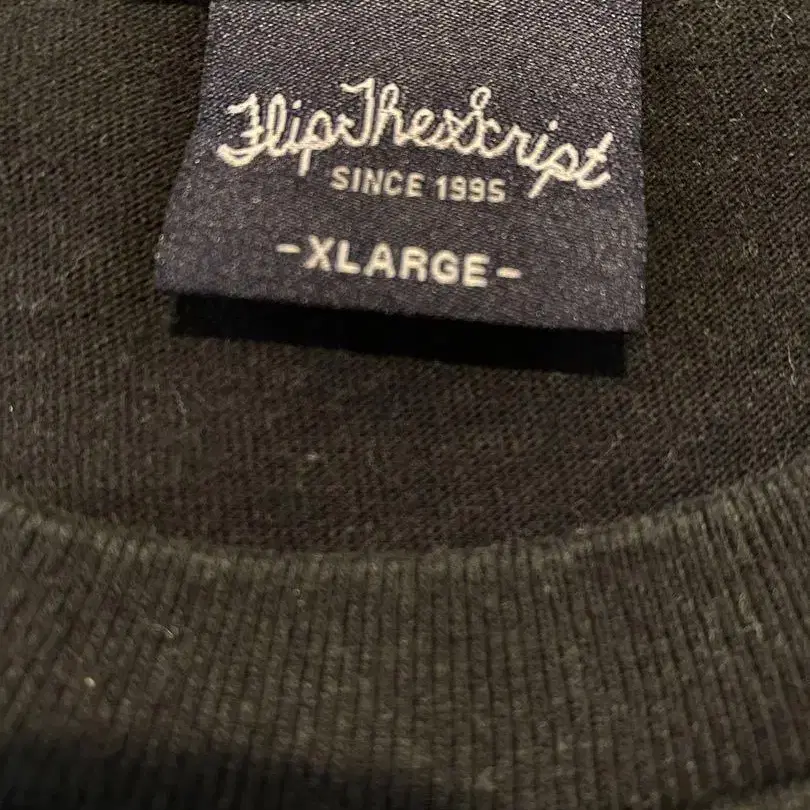 FlipTheScript
SINCE 1995
-XLARGE-